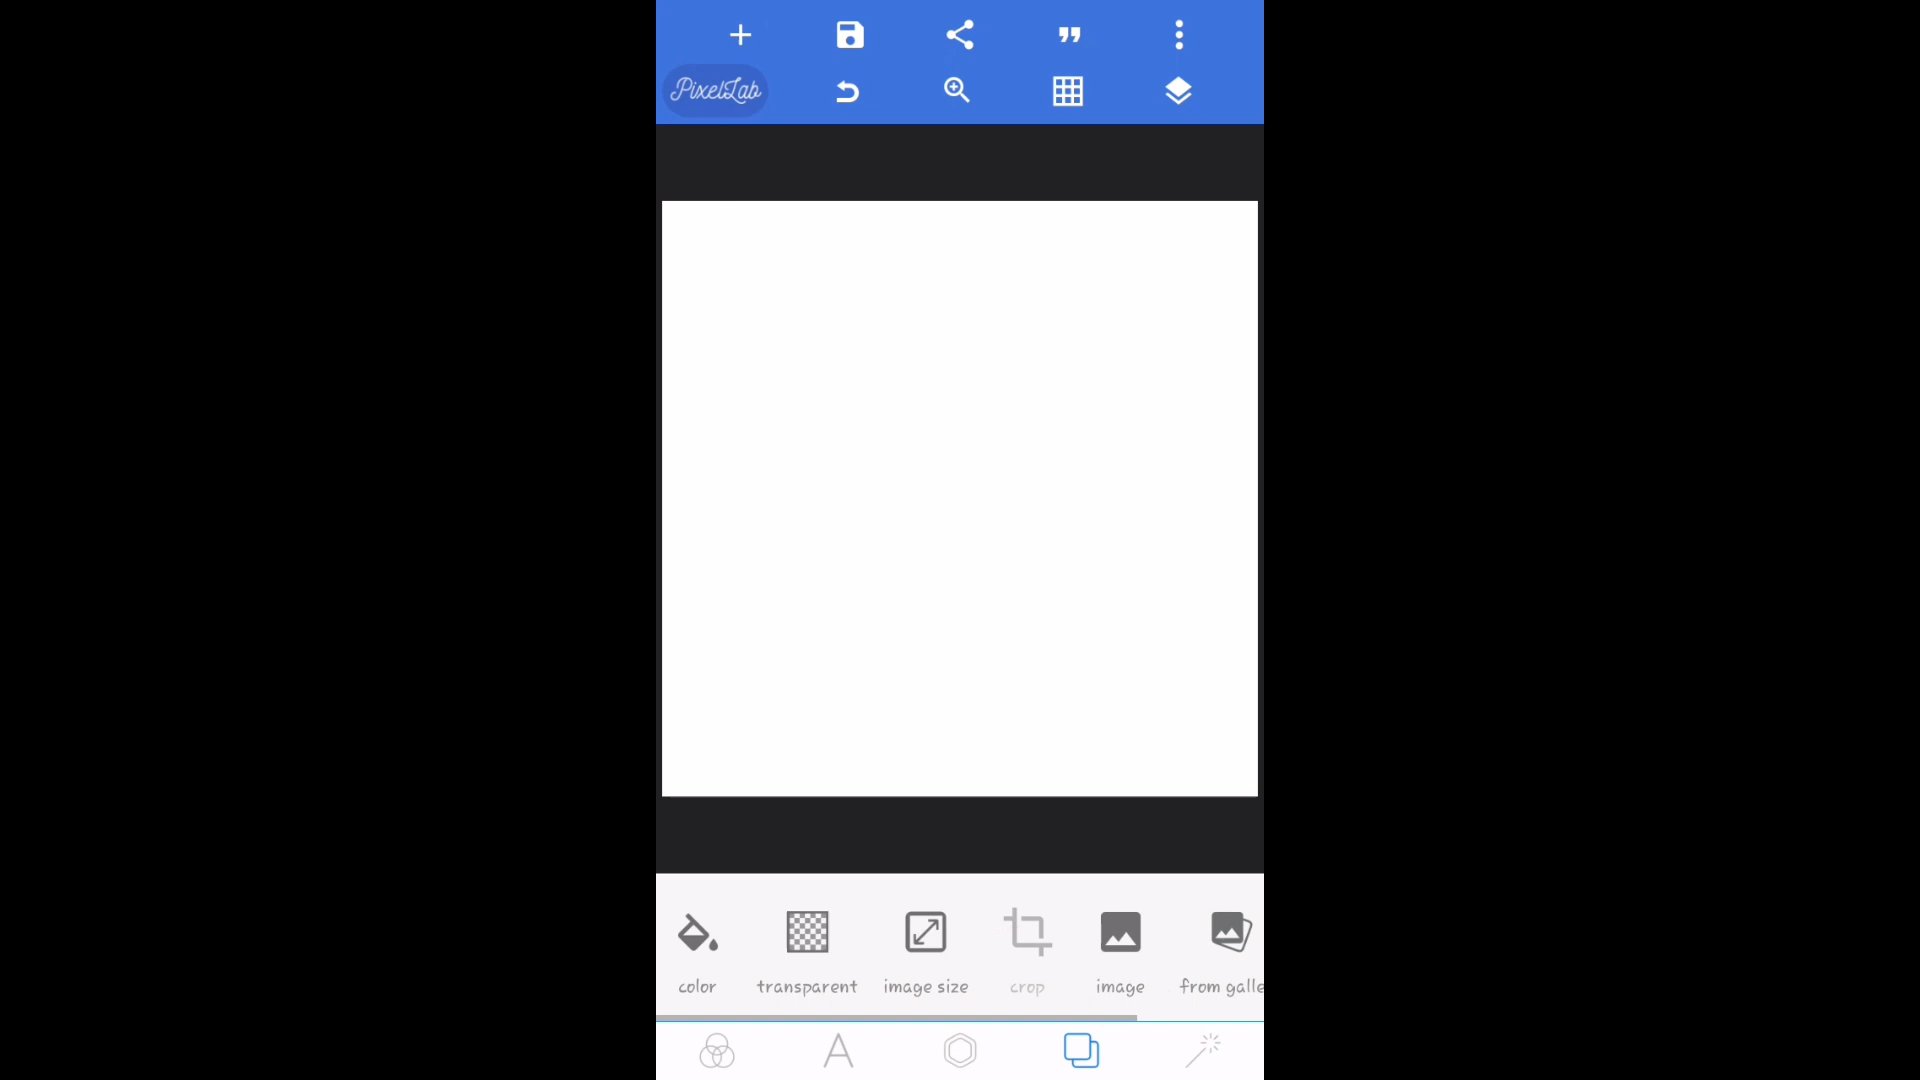 PixelLab
color
transparent
image size
crop
image
from galle